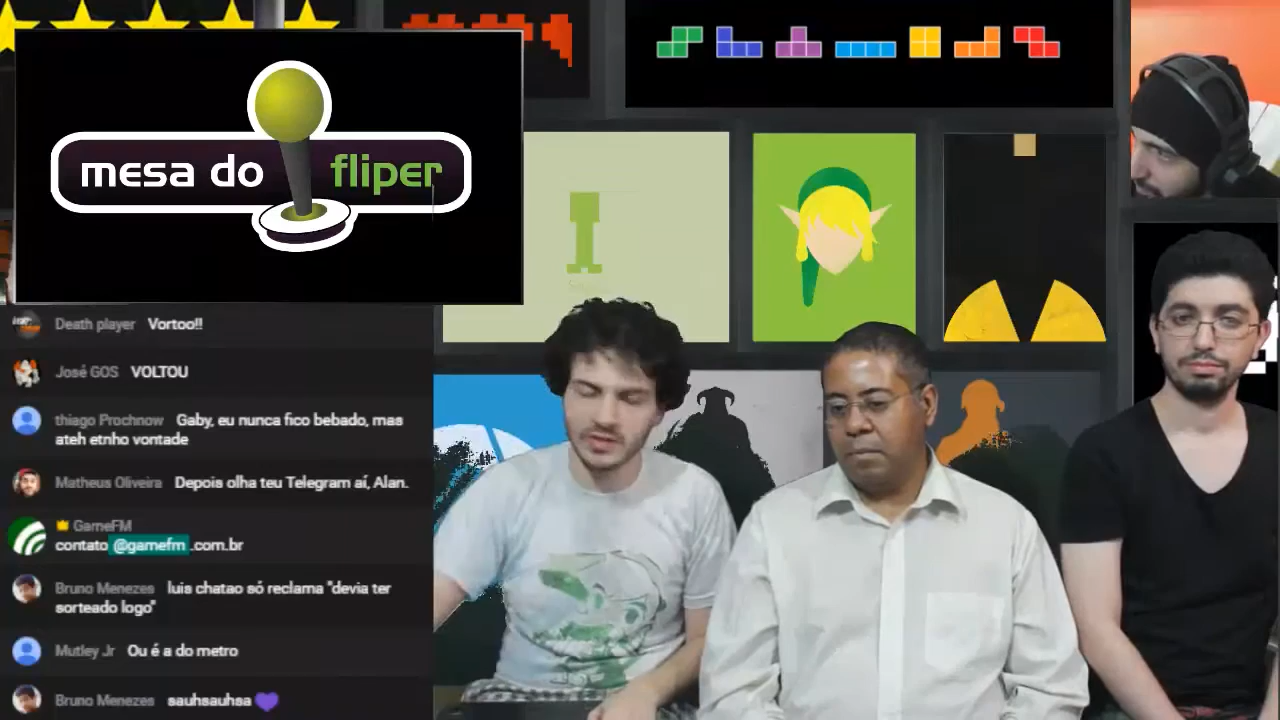 mesa do fliper
Death player Vortoo!!
José GOS VOLTOU
thiago Prochnow Gaby, eu nunca fico bebado, mas
ateh etnho vontade
Matheus Oliveira Depois olha teu Telegram aí, Alan.
GameFM
contato @gamefm .com.br
Bruno Menezes luis chatao só reclama "devia ter
sorteado logo"
Mutley Jr Ou é a do metro
Bruno Menezes sauhsauhsa